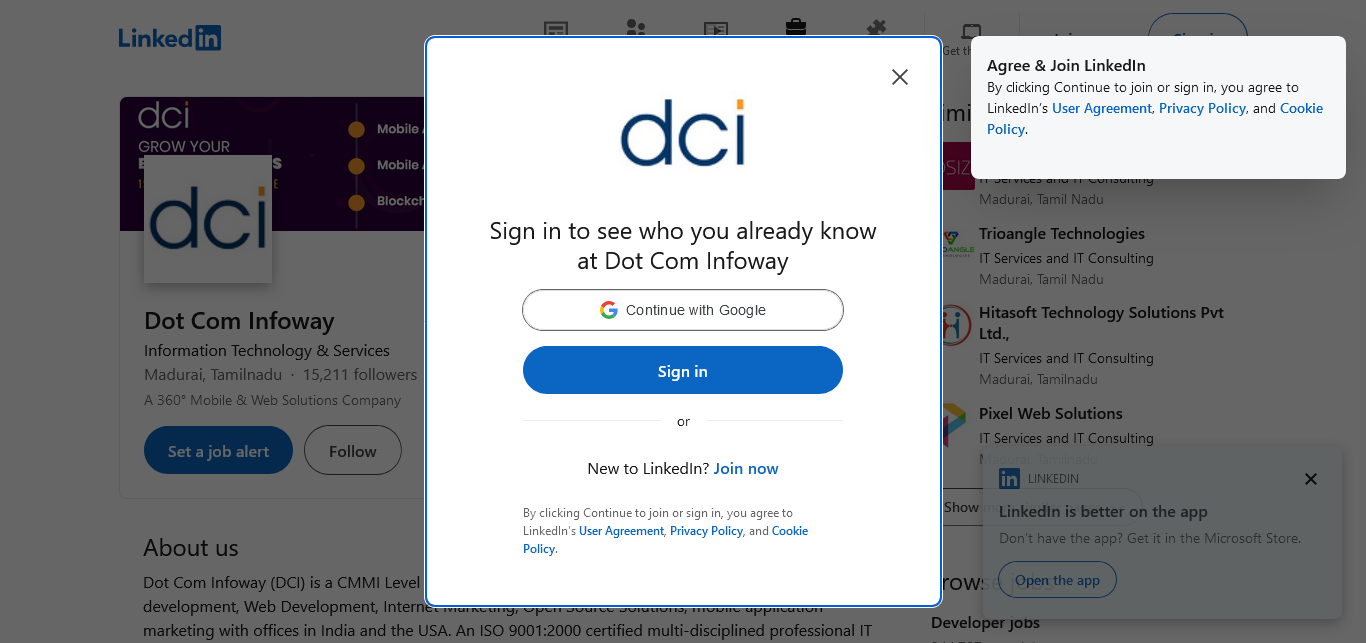 LinkedIn
Get the
dci
GROW YOUR
Mobile
Mobile
Blockch
dci
Dot Com Infoway
Information Technology & Services
Madurai, Tamilnadu · 15,211 followers
A 360° Mobile & Web Solutions Company
Set a job alert
Follow
About us
Dot Com Infoway (DCI) is a CMMI Level
development, Web Development, Internet Marketing, Open Source Solutions, mobile application
marketing with offices in India and the USA. An ISO 9001:2000 certified multi-disciplined professional IT
dci
Sign in to see who you already know
at Dot Com Infoway
Continue with Google
Sign in
or
New to LinkedIn? Join now
By clicking Continue to join or sign in, you agree to
LinkedIn's User Agreement, Privacy Policy, and Cookie
Policy.
Agree & Join LinkedIn
By clicking Continue to join or sign in, you agree to
LinkedIn's User Agreement, Privacy Policy, and Cookie
Policy.
IT Services and IT Consulting
Madurai, Tamil Nadu
Trioangle Technologies
IT Services and IT Consulting
Madurai, Tamil Nadu
Hitasoft Technology Solutions Pvt
Ltd.,
IT Services and IT Consulting
Madurai, Tamilnadu
Pixel Web Solutions
IT Services and IT Consulting
Madurai, Tamilnadu
Show
LINKEDIN
LinkedIn is better on the app
Don't have the app? Get it in the Microsoft Store.
Open the app
Developer jobs